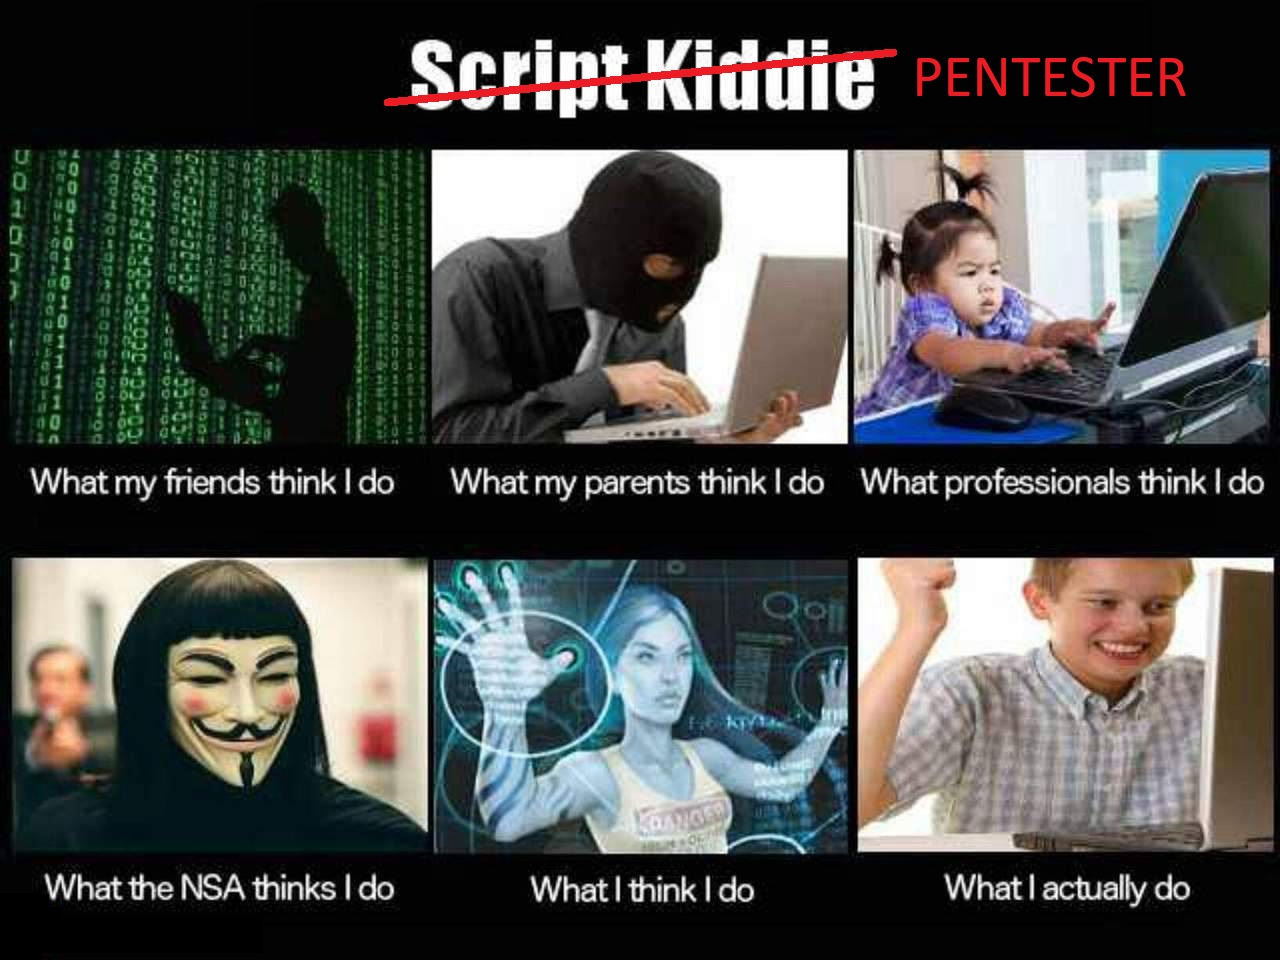 Script Kiddie PENTESTER
What my friends think I do
What my parents think I do
What professionals think I do
DANGER
What the NSA thinks I do
What I think I do
What I actually do